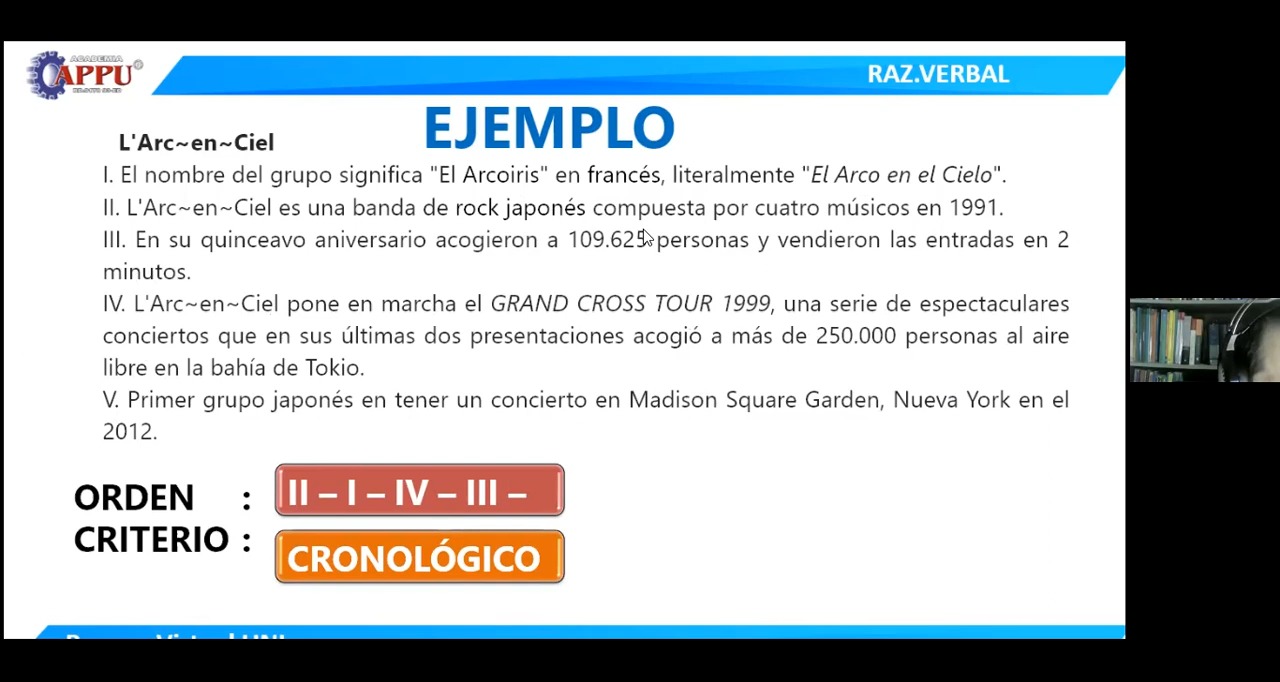 ACADEMIA
APPU
RAZ.VERBAL
EJEMPLO
L'Arc~en~Ciel
I. El nombre del grupo significa "El Arcoiris" en francés, literalmente "El Arco en el Cielo".
II. L'Arc~en~Ciel es una banda de rock japonés compuesta por cuatro músicos en 1991.
III. En su quinceavo aniversario acogieron a 109.625 personas y vendieron las entradas en 2
minutos.
IV. L'Arc~en~Ciel pone en marcha el GRAND CROSS TOUR 1999, una serie de espectaculares
conciertos que en sus últimas dos presentaciones acogió a más de 250.000 personas al aire
libre en la bahía de Tokio.
V. Primer grupo japonés en tener un concierto en Madison Square Garden, Nueva York en el
2012.
ORDEN : II – I – IV – III –
CRITERIO : CRONOLÓGICO
Virtual UNI